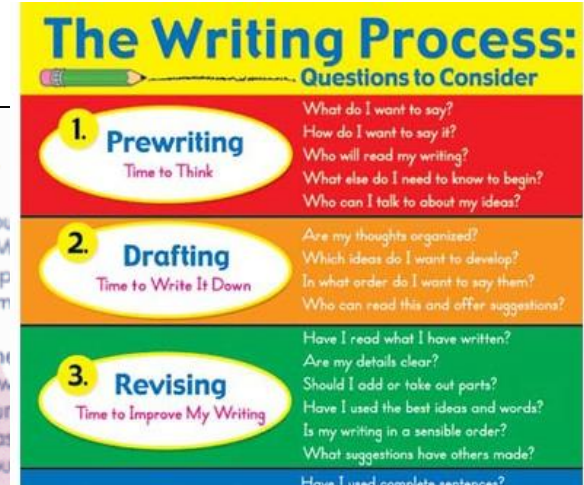 The Writing Process:
Questions to Consider
1.
Prewriting
Time to Think
What do I want to say?
How do I want to say it?
Who will read my writing?
What else do I need to know to begin?
Who can I talk to about my ideas?
2.
Drafting
Time to Write It Down
Are my thoughts organized?
Which ideas do I want to develop?
In what order do I want to say them?
Who can read this and offer suggestions?
3.
Revising
Time to Improve My Writing
Have I read what I have written?
Are my details clear?
Should I add or take out parts?
Have I used the best ideas and words?
Is my writing in a sensible order?
What suggestions have others made?
Have I used complete sentences?